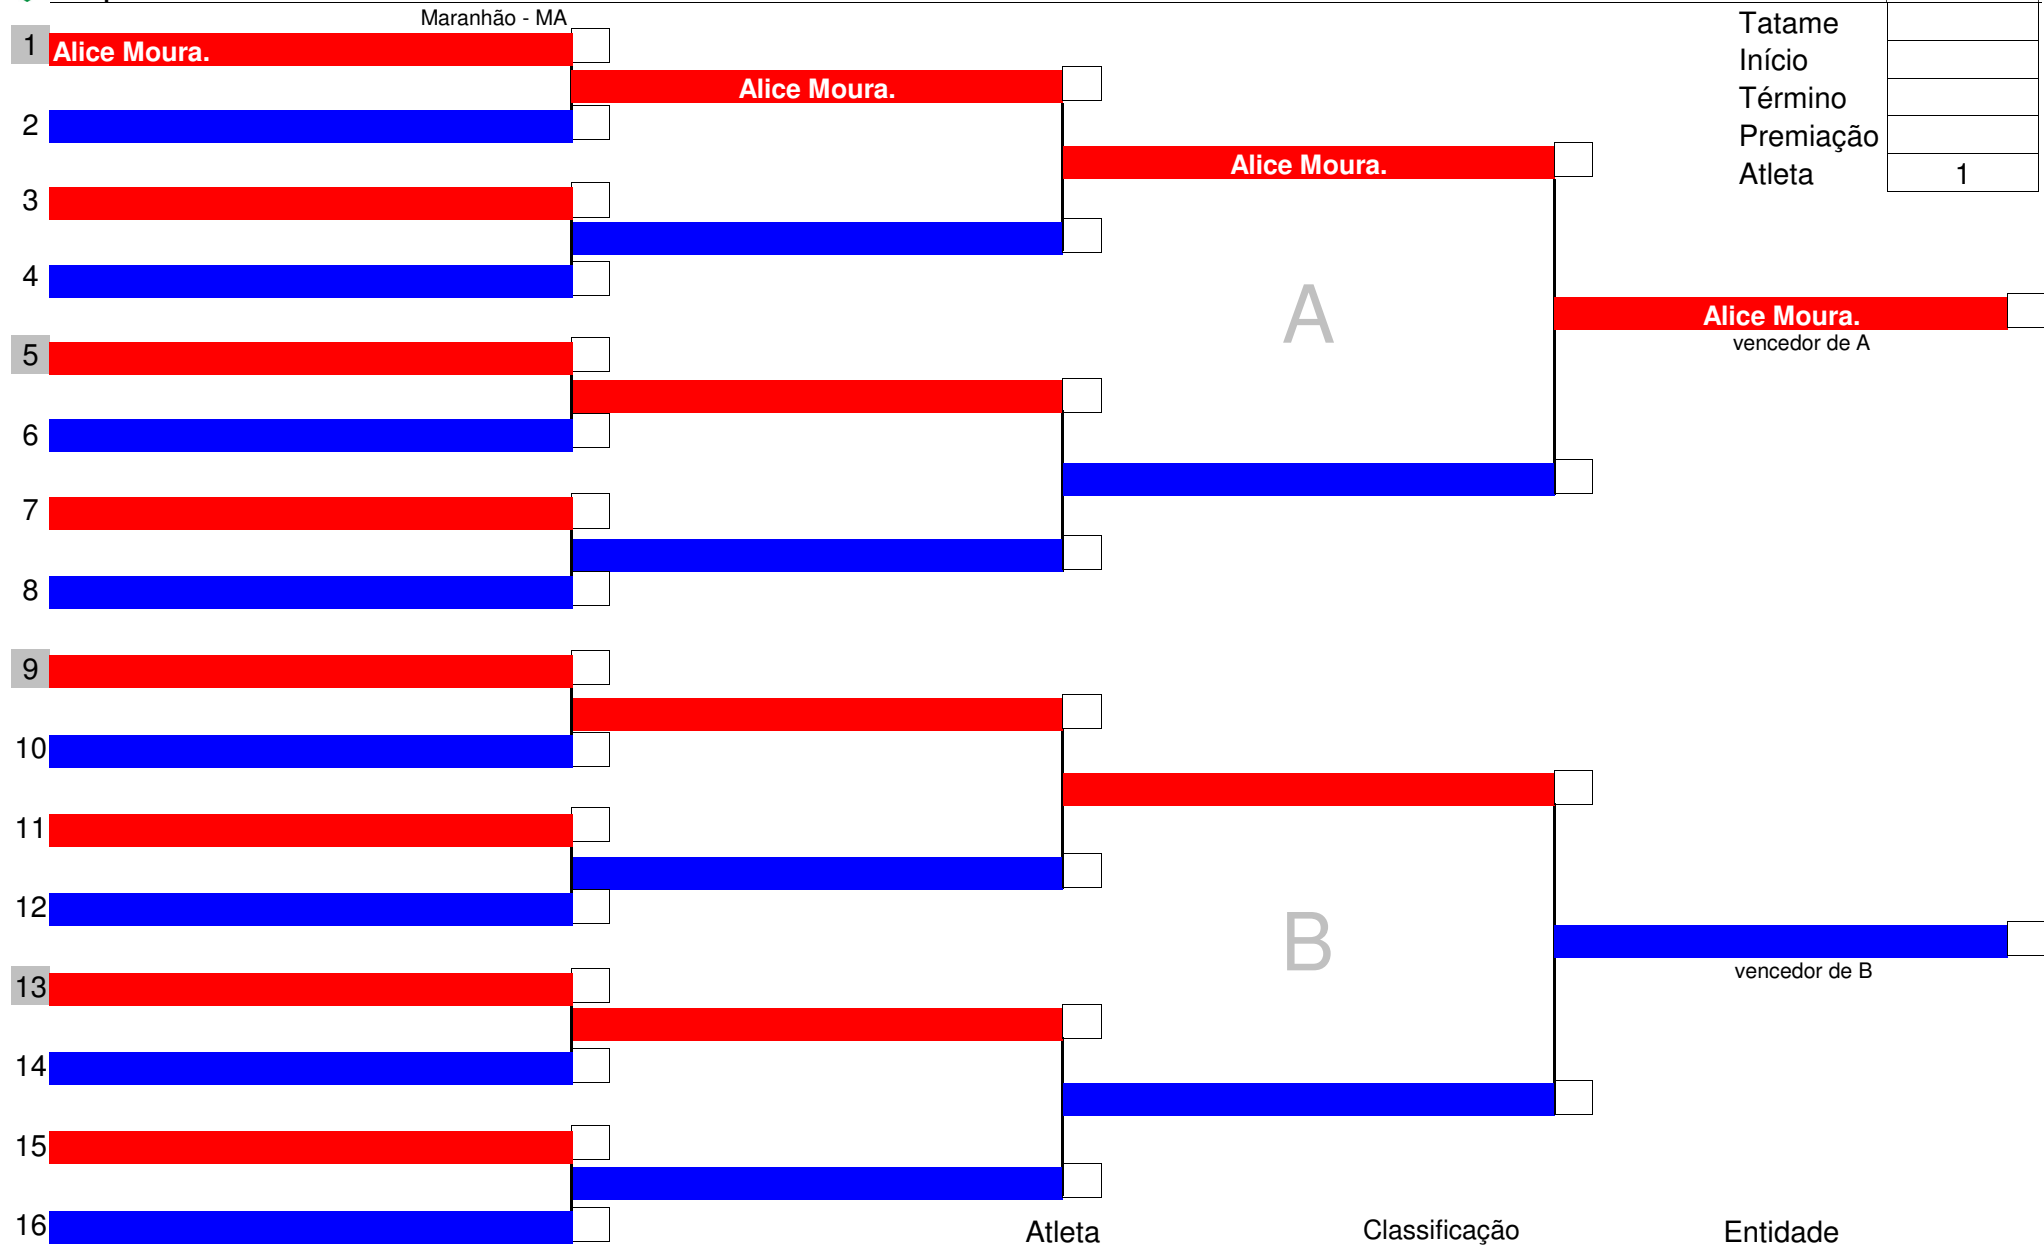 Maranhão - MA
Tatame
1 Alice Moura.
Início
Alice Moura.
Término
2
Premiação
Alice Moura.
Atleta 1
3
4
A
Alice Moura.
vencedor de A
5
6
7
8
9
10
11
12
B
vencedor de B
13
14
15
16
Atleta Classificação Entidade